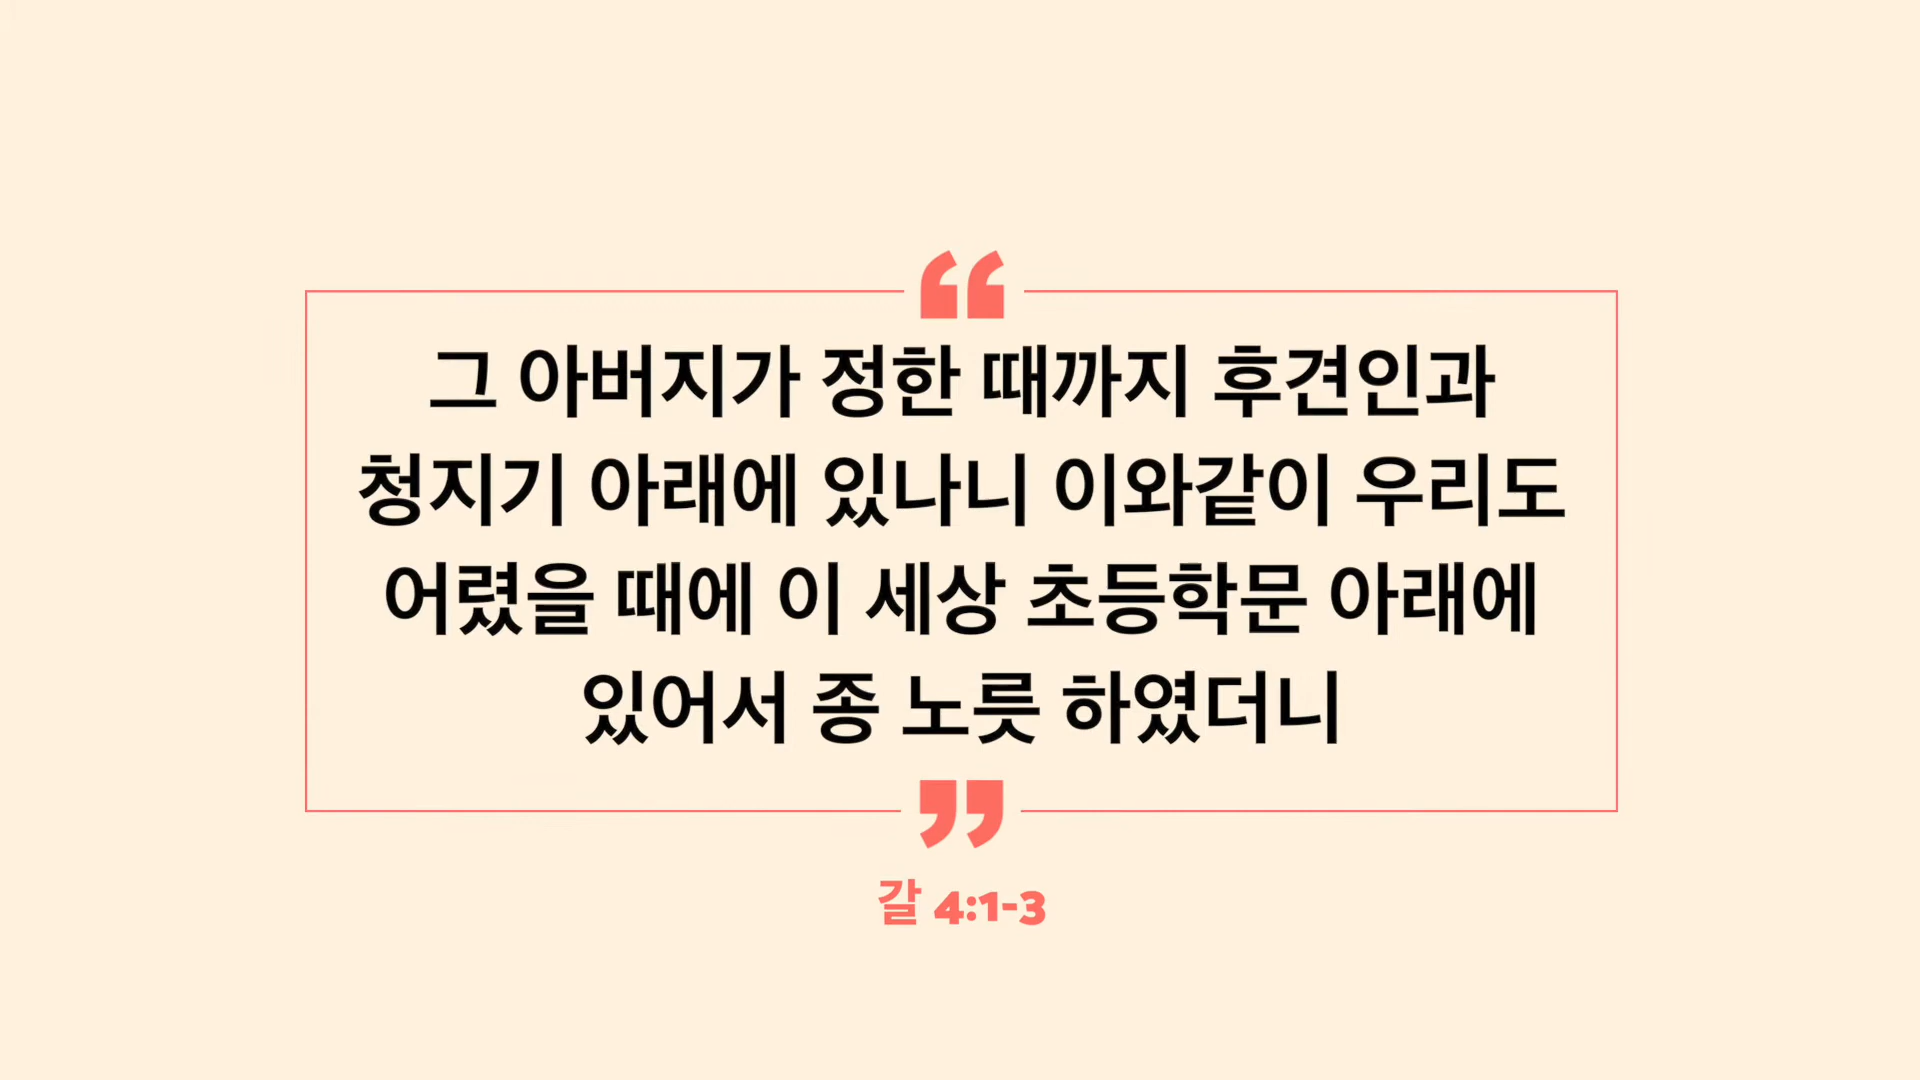 그 아버지가 정한 때까지 후견인과
청지기 아래에 있나니 이와같이 우리도
어렸을 때에 이 세상 초등학문 아래에
있어서 종 노릇 하였더니
갈 4:1-3